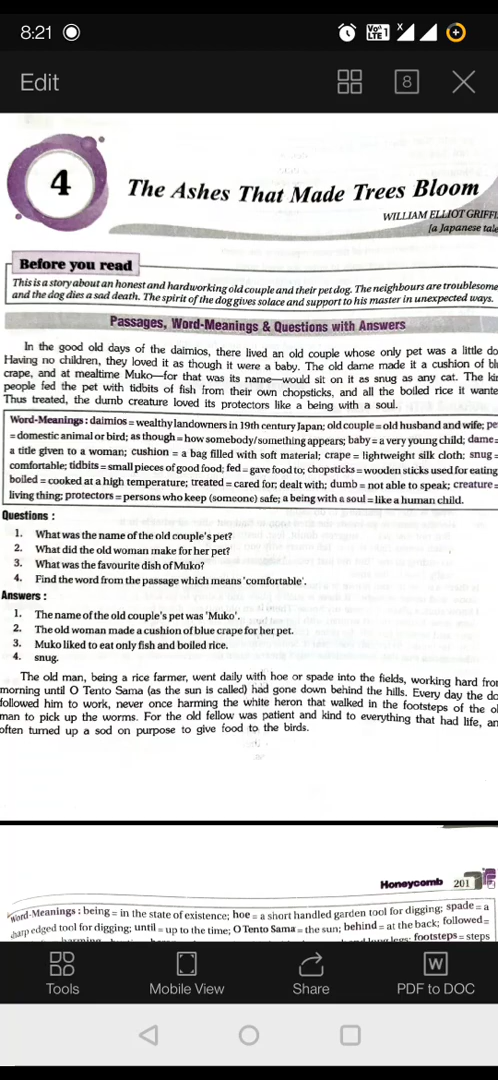 8:21
Vo)) LTE 1
x
Edit
8
4
The Ashes That Made Trees Bloom
WILLIAM ELLIOT GRIFFI
[a Japanese tale
Before you read
This is a story about an honest and hardworking old couple and their pet dog. The neighbours are troublesome
and the dog dies a sad death. The spirit of the dog gives solace and support to his master in unexpected ways.
Passages, Word-Meanings & Questions with Answers
In the good old days of the daimios, there lived an old couple whose only pet was a little do
Having no children, they loved it as though it were a baby. The old dame made it a cushion of blu
crape, and at mealtime Muko—for that was its name—would sit on it as snug as any cat. The kin
people fed the pet with tidbits of fish from their own chopsticks, and all the boiled rice it wante
Thus treated, the dumb creature loved its protectors like a being with a soul.
Word-Meanings : daimios = wealthy landowners in 19th century Japan; old couple = old husband and wife; pe
= domestic animal or bird; as though = how somebody/something appears; baby = a very young child; dame =
a title given to a woman; cushion = a bag filled with soft material; crape = lightweight silk cloth; snug =
comfortable; tidbits = small pieces of good food; fed = gave food to; chopsticks = wooden sticks used for eating
boiled = cooked at a high temperature; treated = cared for; dealt with; dumb = not able to speak; creature =
living thing; protectors = persons who keep (someone) safe; a being with a soul = like a human child.
Questions :
1. What was the name of the old couple's pet?
2. What did the old woman make for her pet?
3. What was the favourite dish of Muko?
4. Find the word from the passage which means 'comfortable'.
Answers :
1. The name of the old couple's pet was 'Muko'.
2. The old woman made a cushion of blue crape for her pet.
3. Muko liked to eat only fish and boiled rice.
4. snug.
The old man, being a rice farmer, went daily with hoe or spade into the fields, working hard from
morning until O Tento Sama (as the sun is called) had gone down behind the hills. Every day the do
followed him to work, never once harming the white heron that walked in the footsteps of the ol
man to pick up the worms. For the old fellow was patient and kind to everything that had life, an
often turned up a sod on purpose to give food to the birds.
Honeycomb 201
Word-Meanings : being = in the state of existence; hoe = a short handled garden tool for digging; spade = a
sharp edged tool for digging; until = up to the time; O Tento Sama = the sun; behind = at the back; followed =
legs; footsteps = steps
Tools
Mobile View
Share
W
PDF to DOC